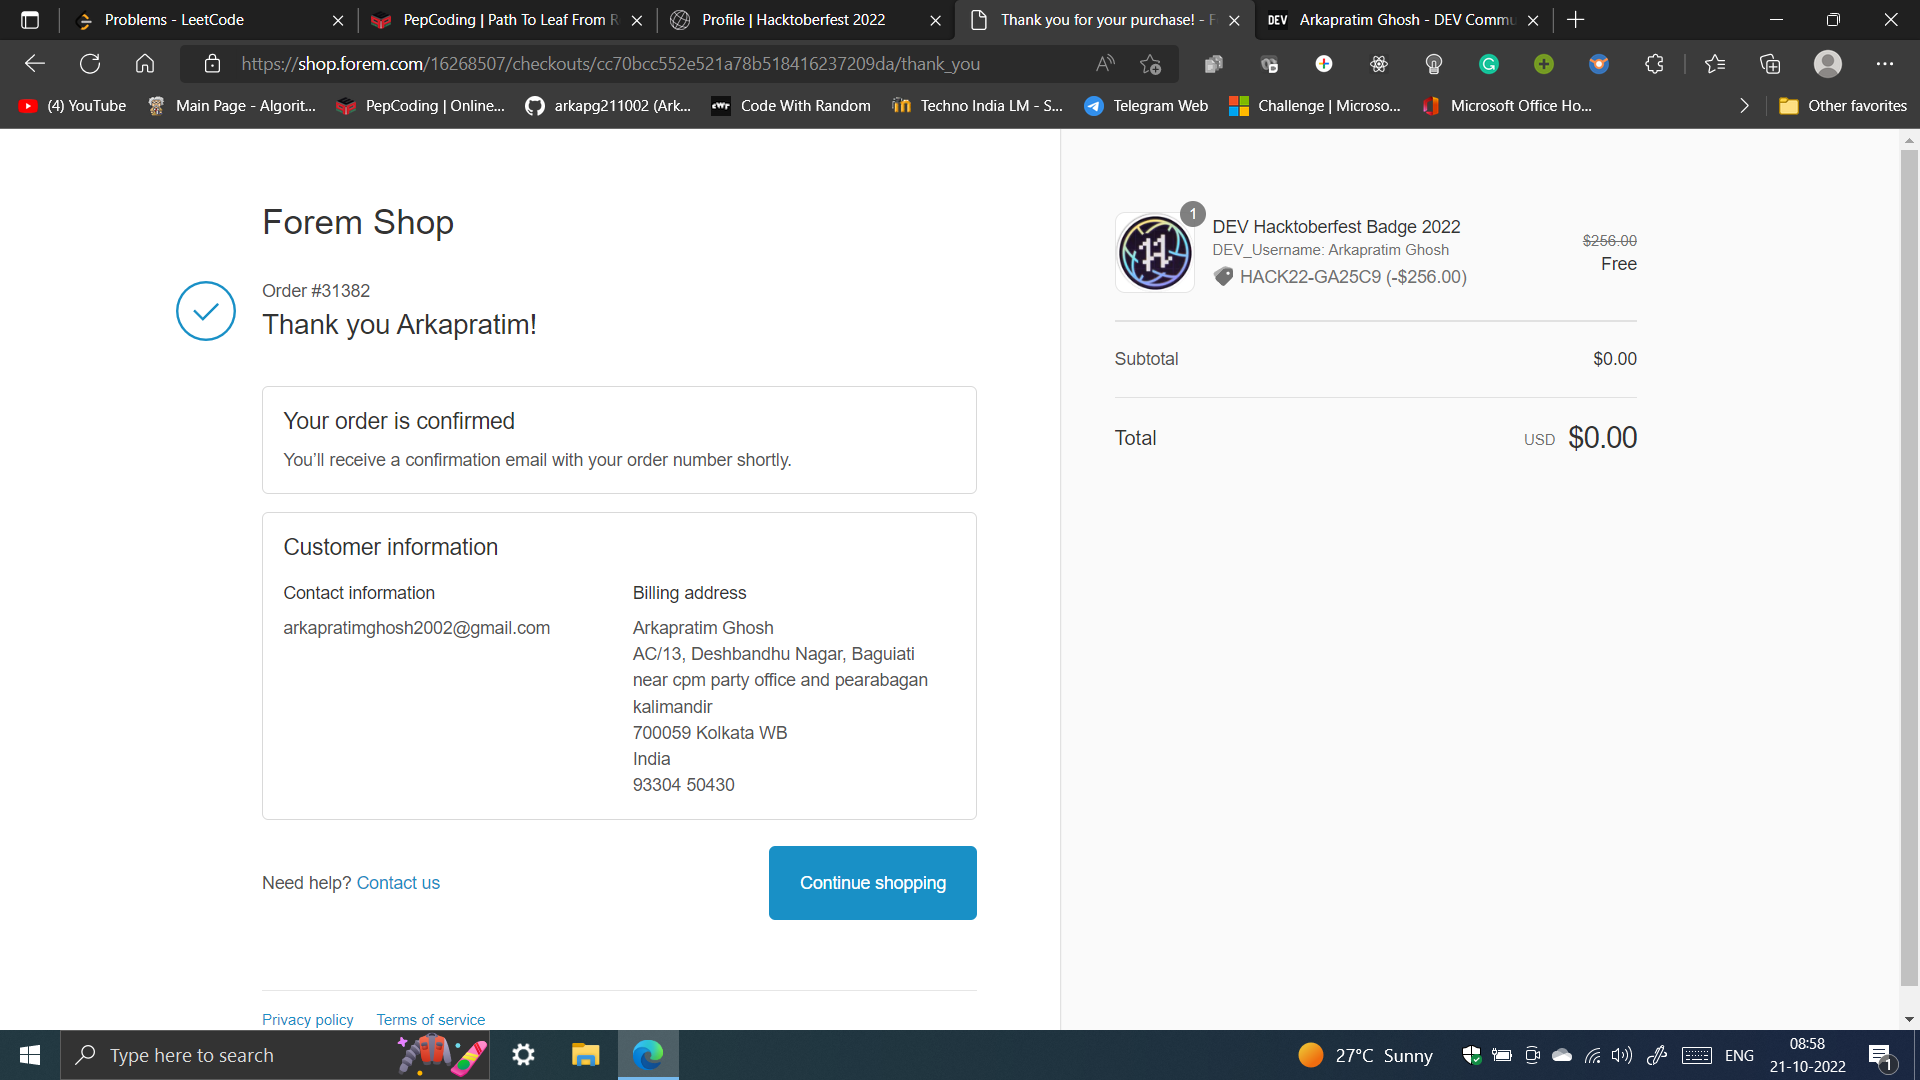 Problems - LeetCode
PepCoding | Path To Leaf From R
Profile | Hacktoberfest 2022
Thank you for your purchase! - F
DEV Arkapratim Ghosh - DEV Commu
https://shop.forem.com/16268507/checkouts/cc70bcc552e521a78b518416237209da/thank_you
(4) YouTube
Main Page - Algorit...
PepCoding | Online...
arkapg211002 (Ark...
Code With Random
Techno India LM - S...
Telegram Web
Challenge | Microso...
Microsoft Office Ho...
Other favorites
Forem Shop
Order #31382
Thank you Arkapratim!
Your order is confirmed
You’ll receive a confirmation email with your order number shortly.
Customer information
Contact information
arkapratimghosh2002@gmail.com
Billing address
Arkapratim Ghosh
AC/13, Deshbandhu Nagar, Baguiati
near cpm party office and pearabagan
kalimandir
700059 Kolkata WB
India
93304 50430
Need help? Contact us
Continue shopping
Privacy policy
Terms of service
1
DEV Hacktoberfest Badge 2022
DEV_Username: Arkapratim Ghosh
HACK22-GA25C9 (-$256.00)
$256.00
Free
Subtotal
$0.00
Total
USD $0.00
Type here to search
27°C Sunny
ENG
08:58
21-10-2022
1